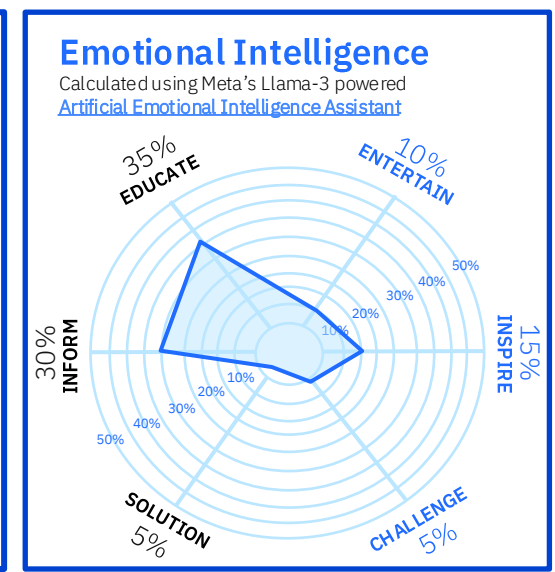 Emotional Intelligence
Calculated using Meta's Llama-3 powered
Artificial Emotional Intelligence Assistant
35%
EDUCATE
10%
ENTERTAIN
50%
40%
30%
20%
10%
30%
INFORM
15%
INSPIRE
10%
20%
30%
40%
50%
SOLUTION
5%
CHALLENGE
5%